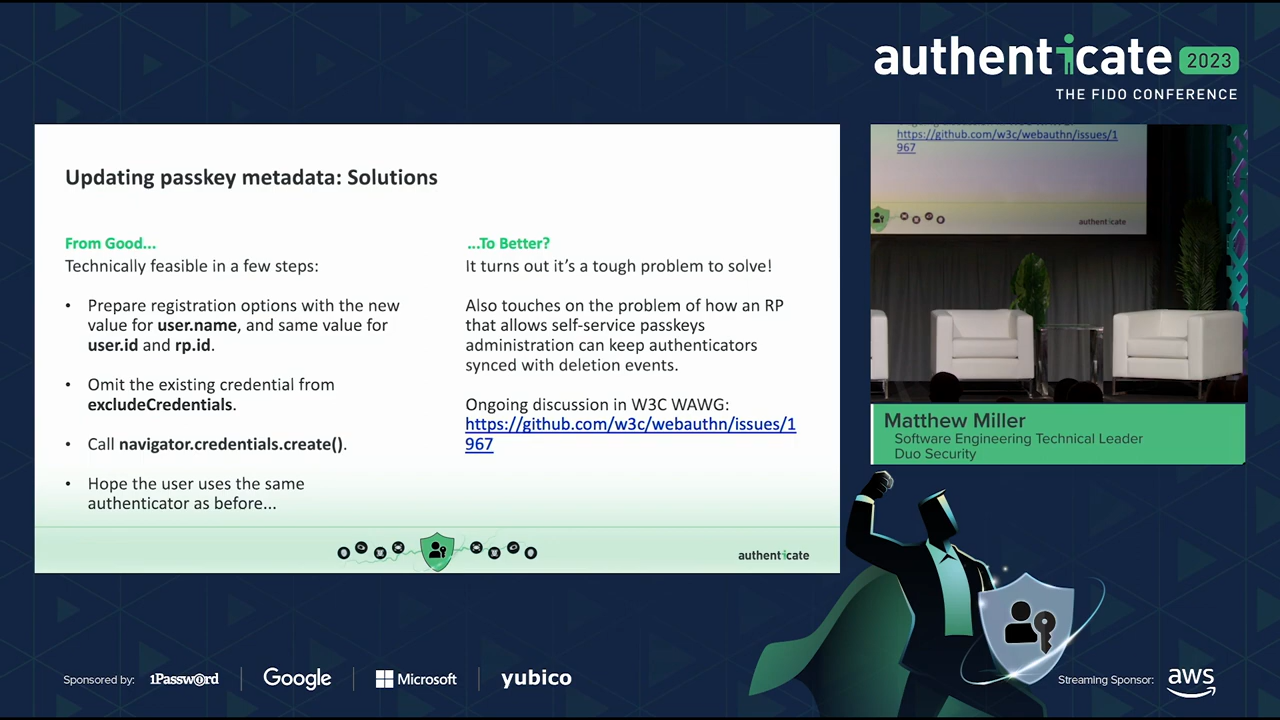 authenticate 2023
THE FIDO CONFERENCE
Updating passkey metadata: Solutions
From Good...
Technically feasible in a few steps:
• Prepare registration options with the new
value for user.name, and same value for
user.id and rp.id.
• Omit the existing credential from
excludeCredentials.
• Call navigator.credentials.create().
• Hope the user uses the same
authenticator as before...
...To Better?
It turns out it’s a tough problem to solve!
Also touches on the problem of how an RP
that allows self-service passkeys
administration can keep authenticators
synced with deletion events.
Ongoing discussion in W3C WAWG:
https://github.com/w3c/webauthn/issues/1
967
authenticate
https://github.com/w3c/webauthn/issues/1
967
authenticate
Matthew Miller
Software Engineering Technical Leader
Duo Security
Sponsored by: 1Password Google Microsoft yubico
Streaming Sponsor: aws